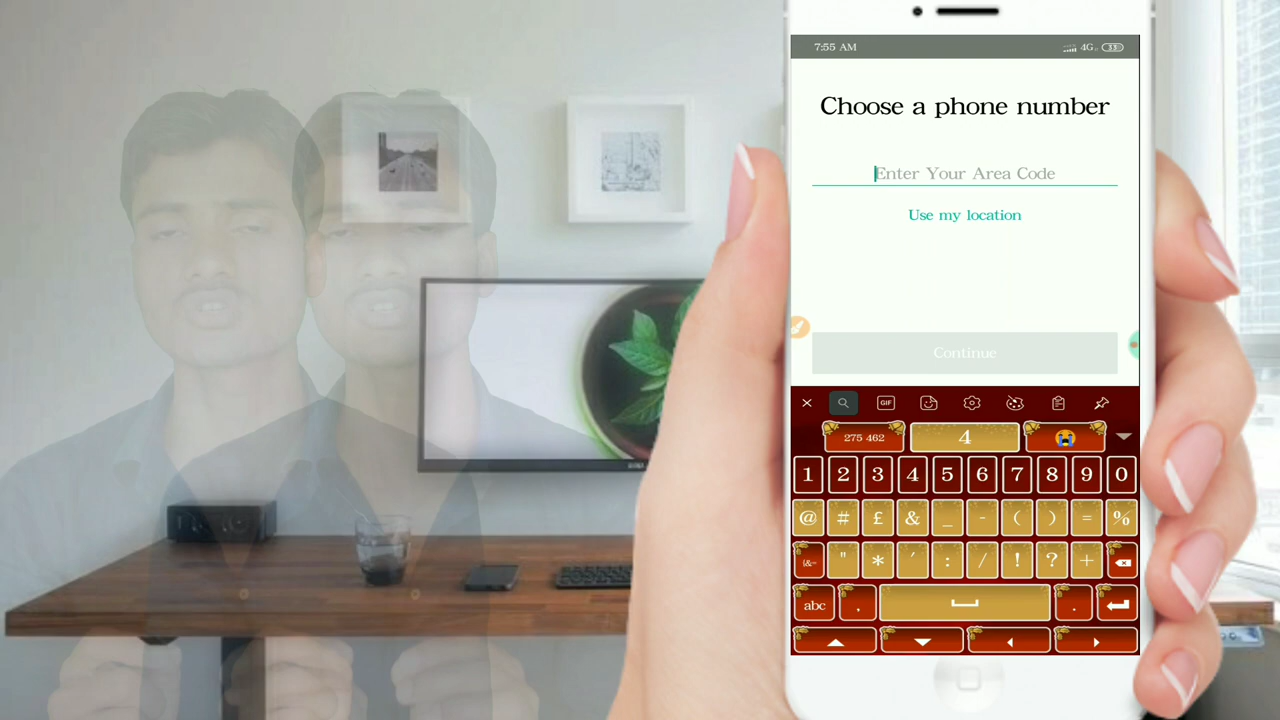 7:55 AM 4G 33
Choose a phone number
Enter Your Area Code
Use my location
Continue
GIF
275 462 4 😭
1 2 3 4 5 6 7 8 9 0
@ # £ & _ - ( ) = %
{&= " * ' : / ! ? +
abc , .